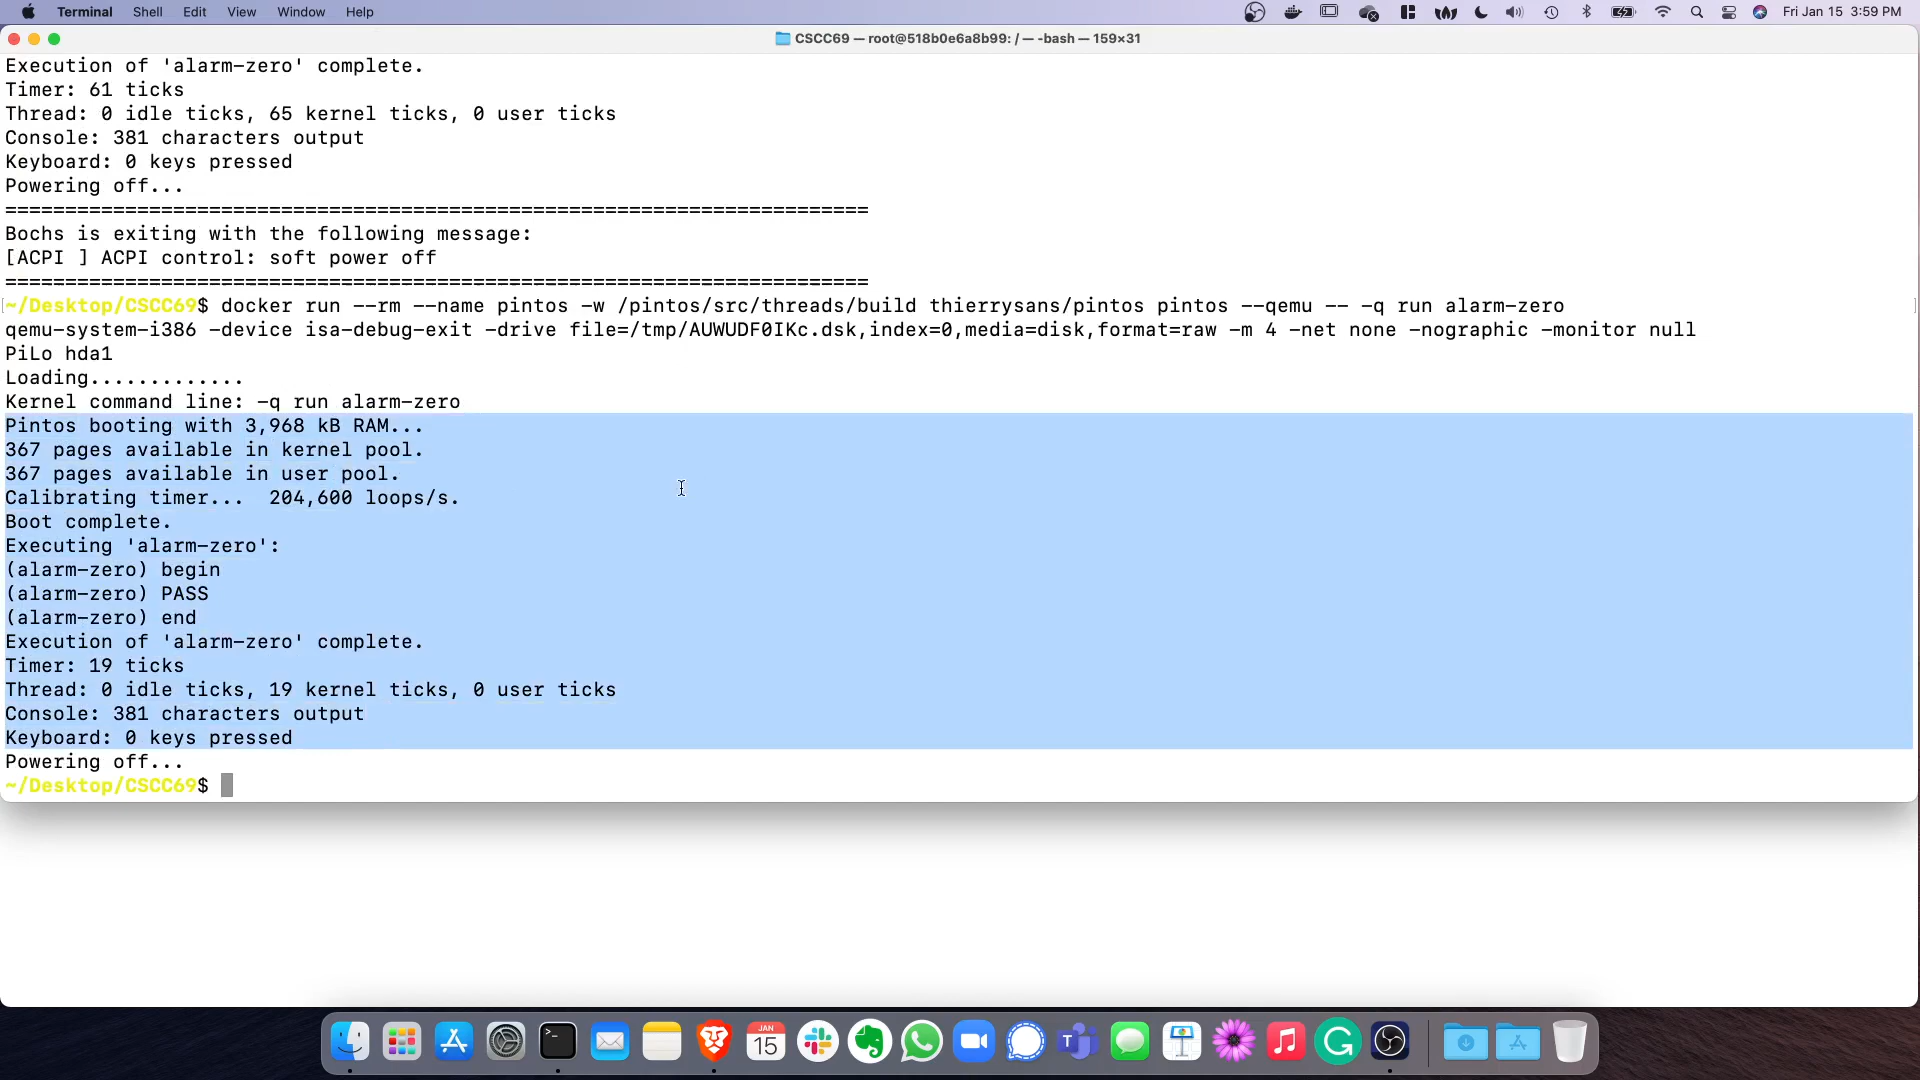 Terminal Shell Edit View Window Help Fri Jan 15 3:59 PM
CSCC69 — root@518b0e6a8b99: / — -bash — 159×31
Execution of 'alarm-zero' complete.
Timer: 61 ticks
Thread: 0 idle ticks, 65 kernel ticks, 0 user ticks
Console: 381 characters output
Keyboard: 0 keys pressed
Powering off...
========================================================================
Bochs is exiting with the following message:
[ACPI ] ACPI control: soft power off
========================================================================
~/Desktop/CSCC69$ docker run --rm --name pintos -w /pintos/src/threads/build thierrysans/pintos pintos --qemu -- -q run alarm-zero
qemu-system-i386 -device isa-debug-exit -drive file=/tmp/AUWUDF0IKc.dsk,index=0,media=disk,format=raw -m 4 -net none -nographic -monitor null
PiLo hda1
Loading.............
Kernel command line: -q run alarm-zero
Pintos booting with 3,968 kB RAM...
367 pages available in kernel pool.
367 pages available in user pool.
Calibrating timer...  204,600 loops/s.
Boot complete.
Executing 'alarm-zero':
(alarm-zero) begin
(alarm-zero) PASS
(alarm-zero) end
Execution of 'alarm-zero' complete.
Timer: 19 ticks
Thread: 0 idle ticks, 19 kernel ticks, 0 user ticks
Console: 381 characters output
Keyboard: 0 keys pressed
Powering off...
~/Desktop/CSCC69$
JAN
15